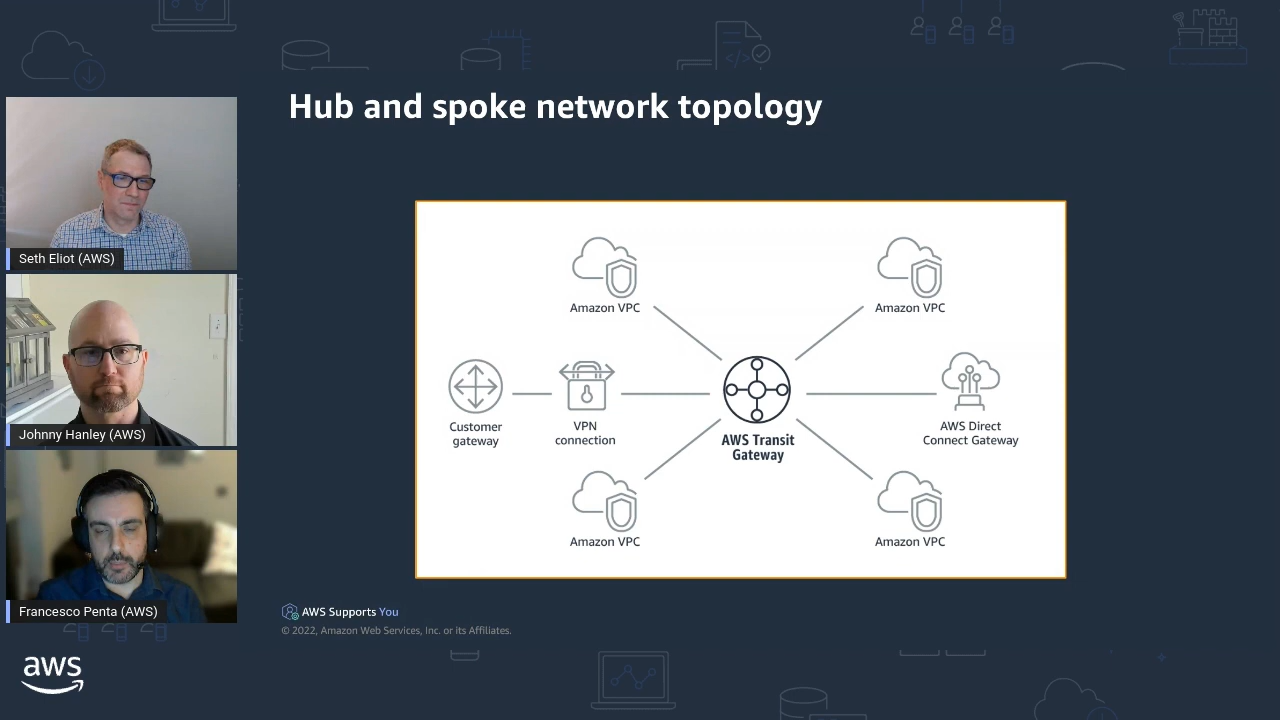 Hub and spoke network topology
Seth Eliot (AWS)
Johnny Hanley (AWS)
Francesco Penta (AWS)
Amazon VPC
Amazon VPC
Customer
gateway
VPN
connection
AWS Transit
Gateway
AWS Direct
Connect Gateway
Amazon VPC
Amazon VPC
AWS Supports You
© 2022, Amazon Web Services, Inc. or its Affiliates.
aws